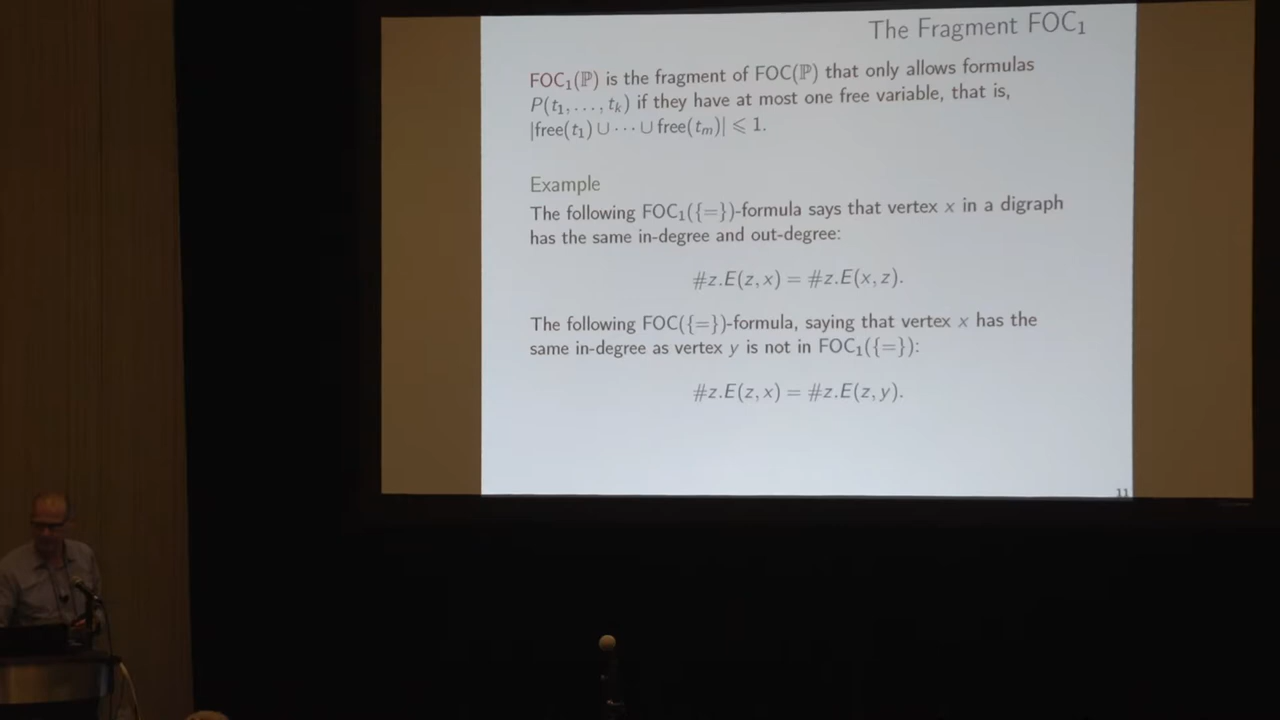 The Fragment FOC₁
FOC₁(ℙ) is the fragment of FOC(ℙ) that only allows formulas
P(t₁, . . . , tₖ) if they have at most one free variable, that is,
|free(t₁) ∪ · · · ∪ free(tₘ)| ⩽ 1.
Example
The following FOC₁({=})-formula says that vertex x in a digraph
has the same in-degree and out-degree:
#z.E(z, x) = #z.E(x, z).
The following FOC({=})-formula, saying that vertex x has the
same in-degree as vertex y is not in FOC₁({=}):
#z.E(z, x) = #z.E(z, y).
11